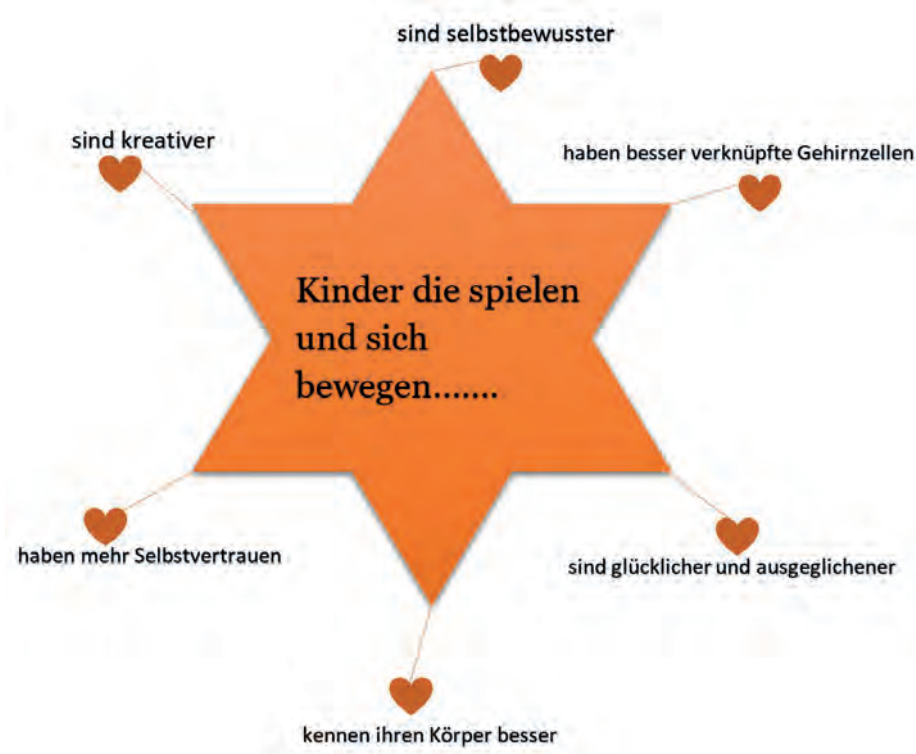 sind selbstbewusster
sind kreativer
haben besser verknüpfte Gehirnzellen
Kinder die spielen
und sich
bewegen.......
haben mehr Selbstvertrauen
sind glücklicher und ausgeglichener
kennen ihren Körper besser